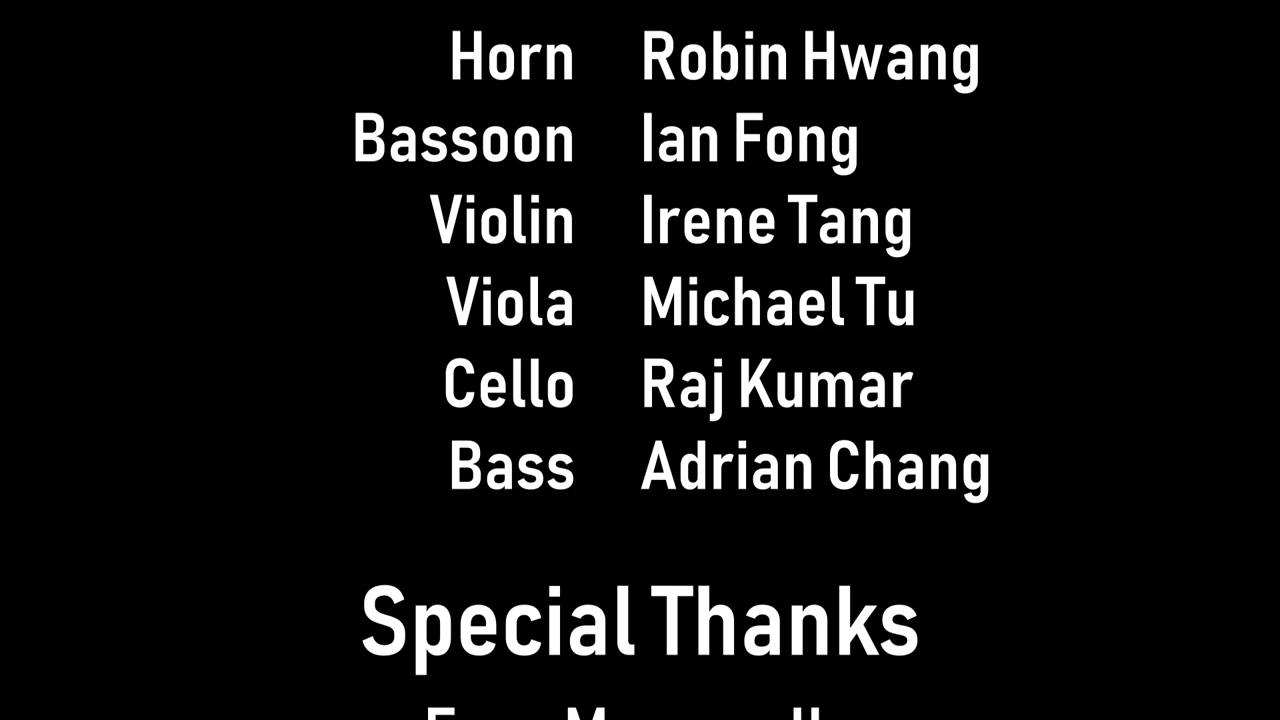 Horn Robin Hwang
Bassoon Ian Fong
Violin Irene Tang
Viola Michael Tu
Cello Raj Kumar
Bass Adrian Chang
Special Thanks